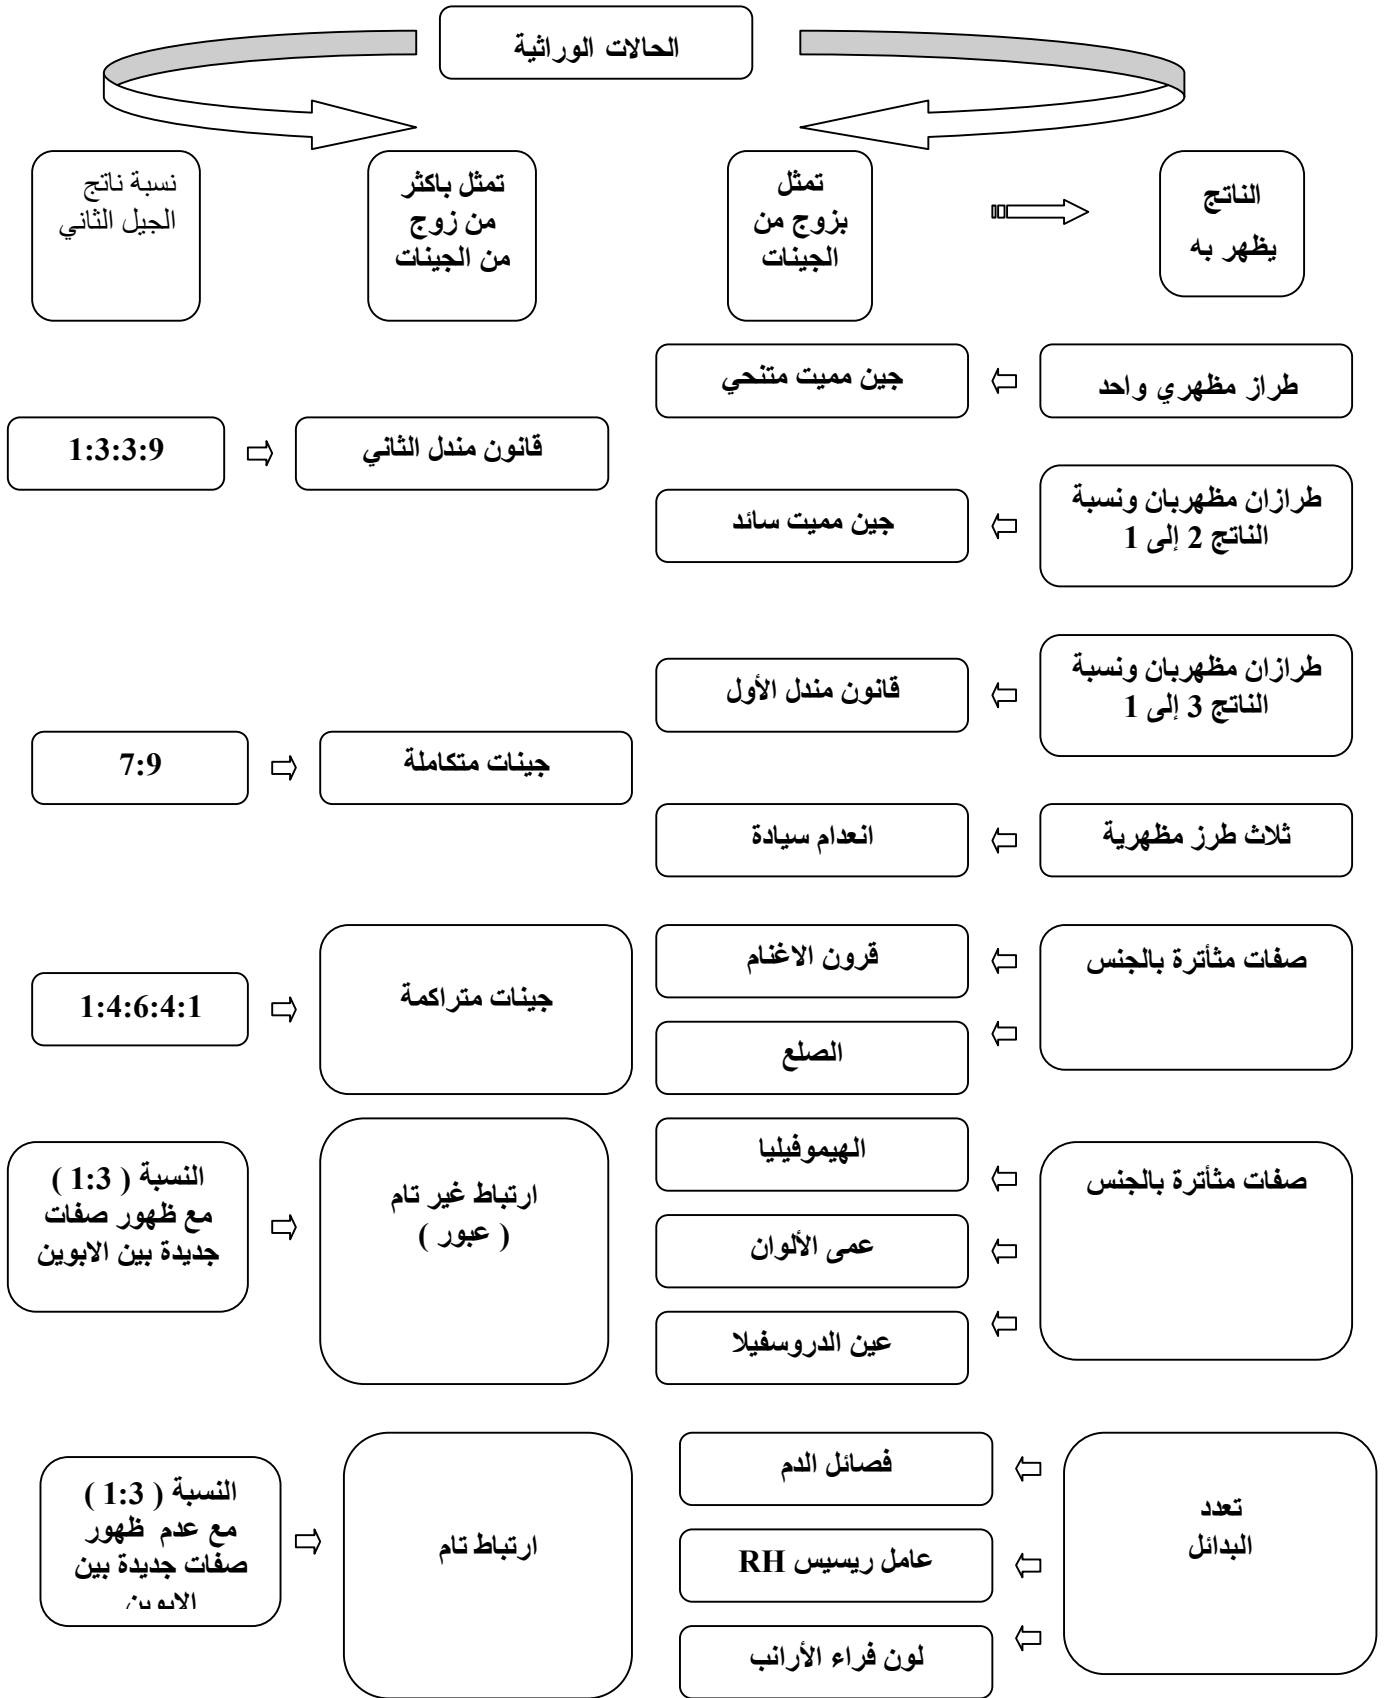 الحالات الوراثية
الناتج
يظهر به
تمثل
بزوج من
الجينات
تمثل باكثر
من زوج
من الجينات
نسبة ناتج
الجيل الثاني
طراز مظهري واحد
جين مميت متنحي
قانون مندل الثاني
1:3:3:9
طرازان مظهريان ونسبة
الناتج 2 إلى 1
جين مميت سائد
طرازان مظهريان ونسبة
الناتج 3 إلى 1
قانون مندل الأول
جينات متكاملة
7:9
ثلاث طرز مظهرية
انعدام سيادة
صفات مثأثرة بالجنس
قرون الاغنام
الصلع
جينات متراكمة
1:4:6:4:1
صفات مثأثرة بالجنس
الهيموفيليا
عمى الألوان
عين الدروسفيلا
ارتباط غير تام
( عبور )
النسبة ( 1:3 )
مع ظهور صفات
جديدة بين الابوين
تعدد
البدائل
فصائل الدم
عامل ريسيس RH
لون فراء الأرانب
ارتباط تام
النسبة ( 1:3 )
مع عدم ظهور
صفات جديدة بين
الابوين